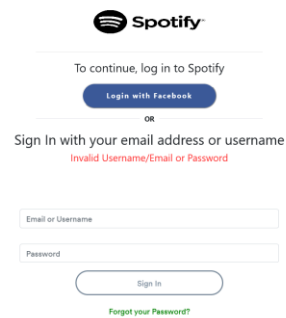 Spotify
To continue, log in to Spotify
Login with Facebook
OR
Sign In with your email address or username
Invalid Username/Email or Password
Email or Username
Password
Sign In
Forgot your Password?